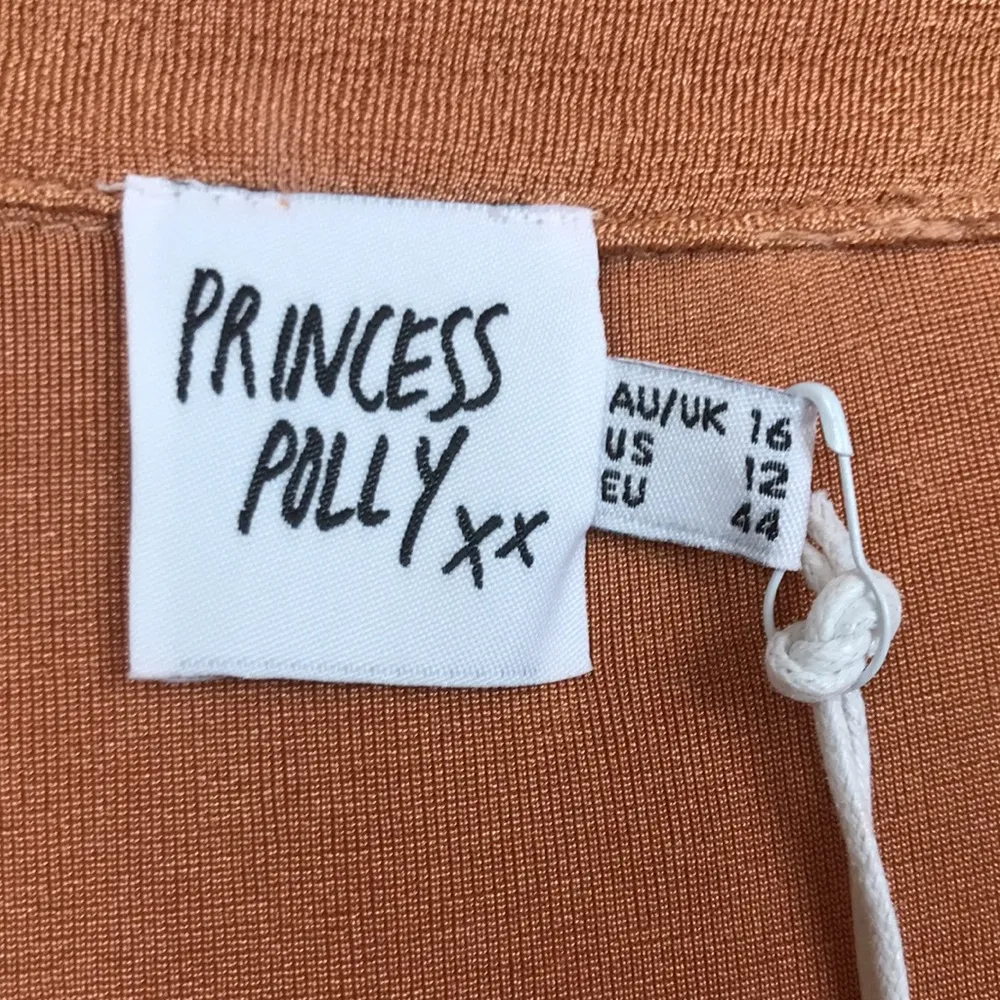 PRINCESS
POLLY
xx
AU/UK 16
US 12
EU 44